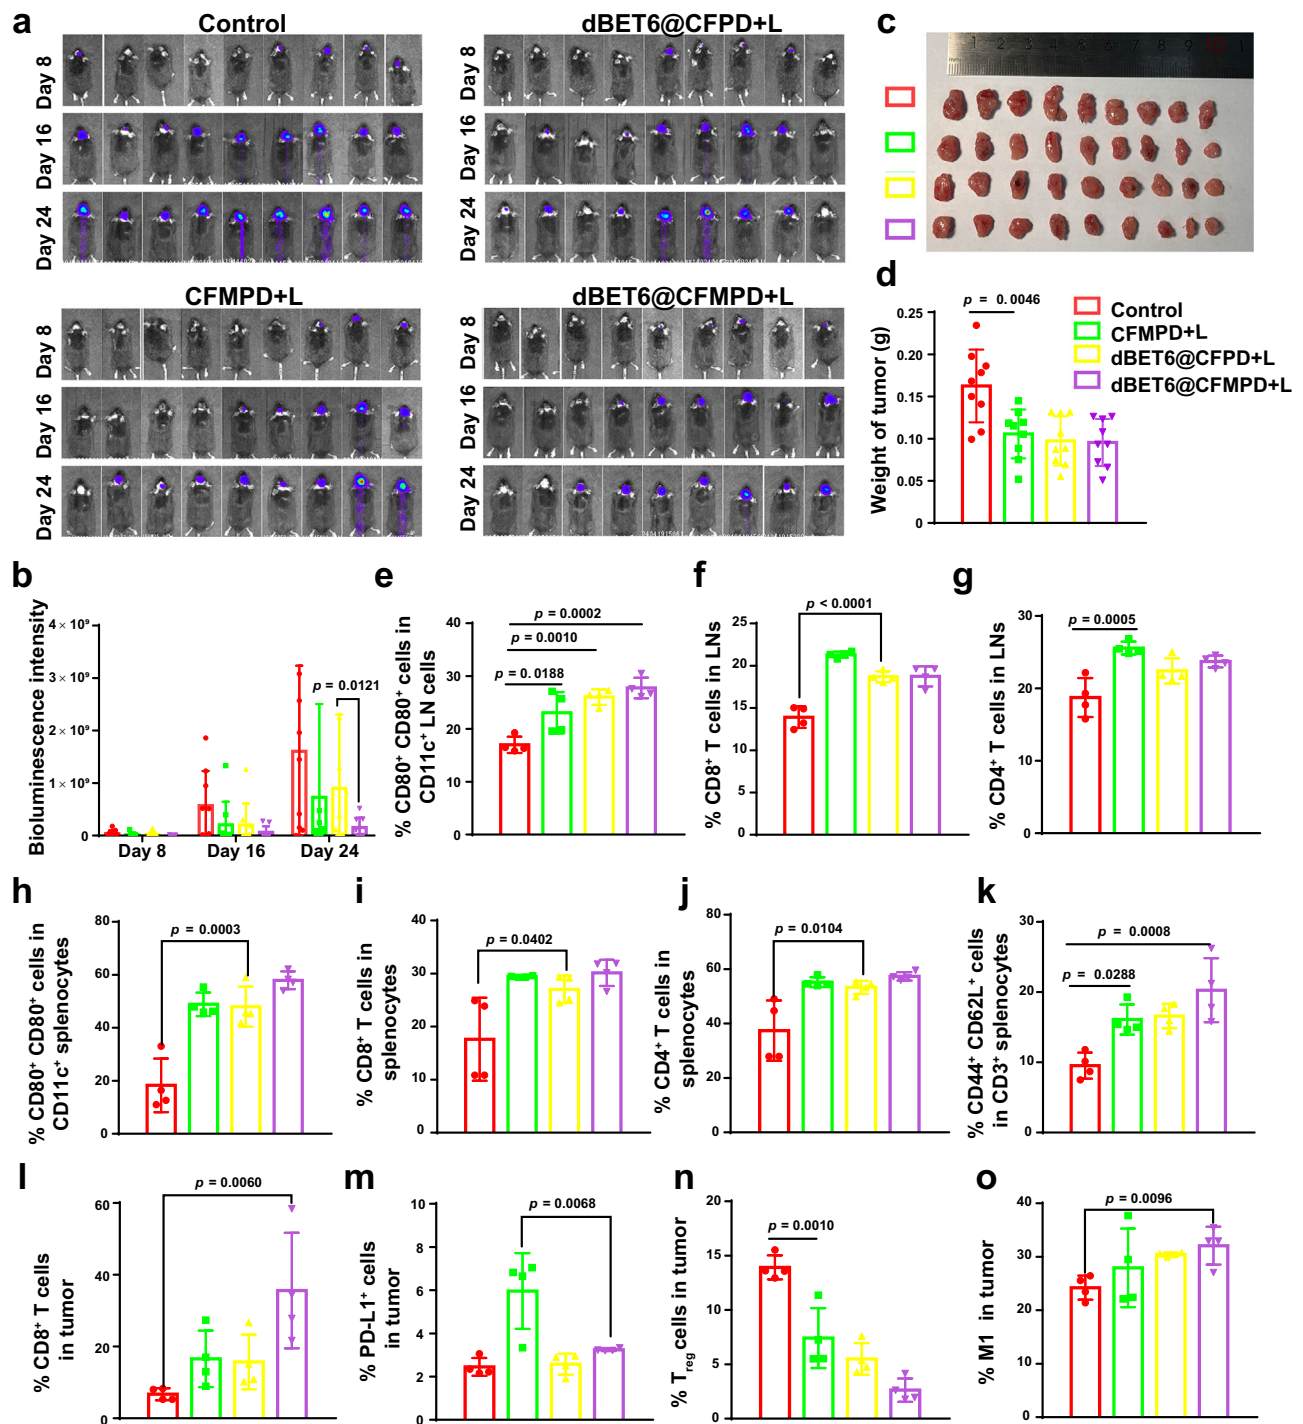 a
Control
dBET6@CFPD+L
Day 8
Day 16
Day 24
Day 8
Day 16
Day 24
CFMPD+L
dBET6@CFMPD+L
Day 8
Day 16
Day 24
Day 8
Day 16
Day 24
c
1 2 3 4 5 6 7 8 9 10 1
d
Weight of tumor (g)
0.25
0.20
0.15
0.10
0.05
0
p = 0.0046
Control
CFMPD+L
dBET6@CFPD+L
dBET6@CFMPD+L
b
Bioluminescence intensity
4 × 10⁹
3 × 10⁹
2 × 10⁹
1 × 10⁹
0
p = 0.0121
Day 8
Day 16
Day 24
e
% CD80⁺ CD80⁺ cells in
CD11c⁺ LN cells
40
30
20
10
0
p = 0.0002
p = 0.0010
p = 0.0188
f
% CD8⁺ T cells in LNs
25
20
15
10
0
p < 0.0001
g
% CD4⁺ T cells in LNs
30
20
10
0
p = 0.0005
h
% CD80⁺ CD80⁺ cells in
CD11c⁺ splenocytes
80
60
40
20
0
p = 0.0003
i
% CD8⁺ T cells in
splenocytes
40
30
20
10
0
p = 0.0402
j
% CD4⁺ T cells in
splenocytes
80
60
40
20
0
p = 0.0104
k
% CD44⁺ CD62L⁺ cells
in CD3⁺ splenocytes
30
20
10
0
p = 0.0008
p = 0.0288
l
% CD8⁺ T cells
in tumor
60
40
20
0
p = 0.0060
m
% PD-L1⁺ cells
in tumor
10
8
6
4
2
0
p = 0.0068
n
% Treg cells in tumor
20
15
10
5
0
p = 0.0010
o
% M1 in tumor
40
30
20
10
0
p = 0.0096